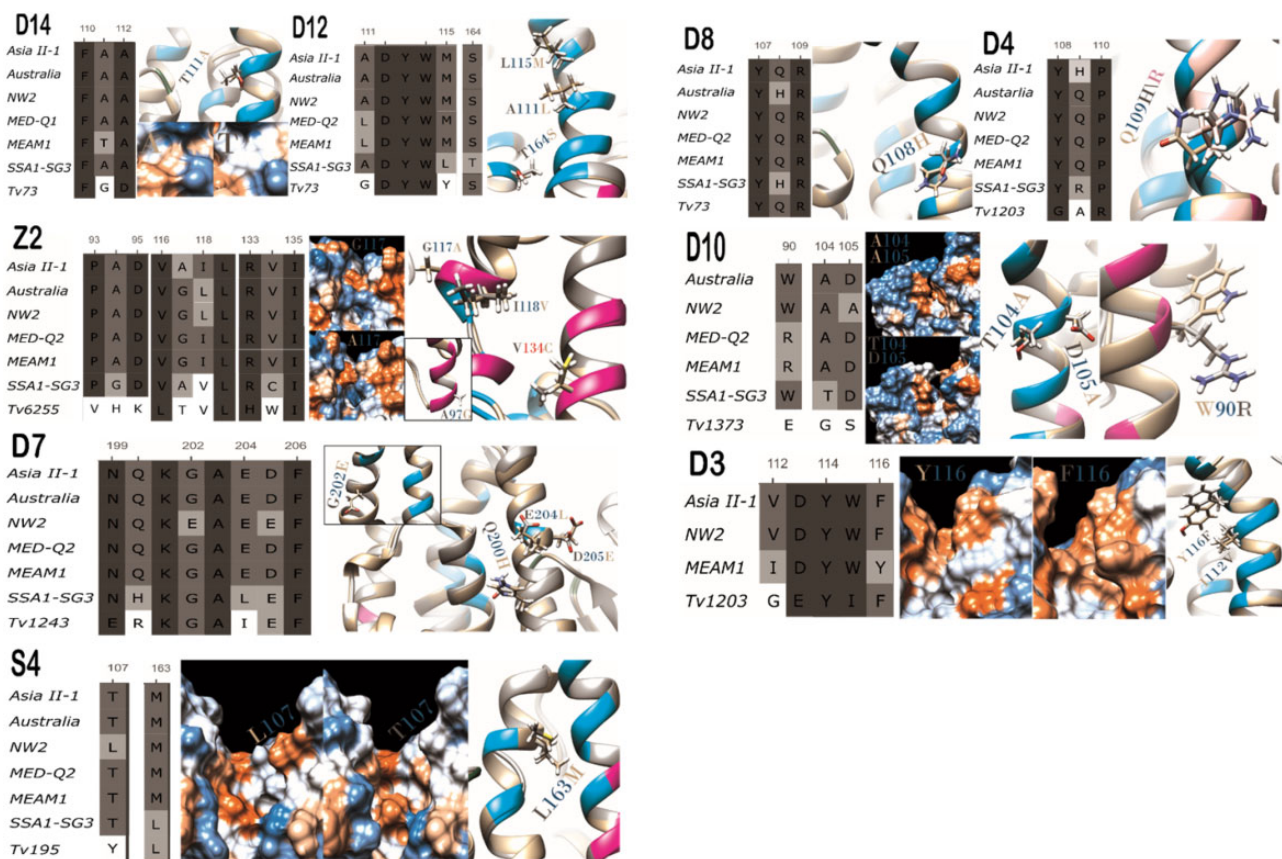 D14
110 112
Asia II-1 F A A
Australia F A A
NW2 F A A
MED-Q1 F A A
MEAM1 F T A
SSA1-SG3 F A A
Tv73 F G D
T111A
T
D12
111 115 164
Asia II-1 A D Y W M S
Australia A D Y W M S
NW2 A D Y W M S
MED-Q2 L D Y W M S
MEAM1 L D Y W M S
SSA1-SG3 A D Y W L T
Tv73 G D Y W Y S
L115M
A111L
T164S
D8
107 109
Asia II-1 Y Q R
Australia Y H R
NW2 Y Q R
MED-Q2 Y Q R
MEAM1 Y Q R
SSA1-SG3 Y H R
Tv73 Y Q R
Q108H
D4
108 110
Asia II-1 Y H P
Austarlia Y Q P
NW2 Y Q P
MED-Q2 Y Q P
MEAM1 Y Q P
SSA1-SG3 Y R P
Tv1203 G A R
Q109H\R
Z2
93 95 116 118 133 135
Asia II-1 P A D V A I L R V I
Australia P A D V G L L R V I
NW2 P A D V G L L R V I
MED-Q2 P A D V G I L R V I
MEAM1 P A D V G I L R V I
SSA1-SG3 P G D V A V L R C I
Tv6255 V H K L T V L H W I
G117
A117
G117A
I118V
V134C
A97G
D10
90 104 105
Australia W A D
NW2 W A A
MED-Q2 R A D
MEAM1 R A D
SSA1-SG3 W T D
Tv1373 E G S
A104
A105
T104
D105
T104A
D105A
W90R
D7
199 202 204 206
Asia II-1 N Q K G A E D F
Australia N Q K G A E D F
NW2 N Q K E A E E F
MED-Q2 N Q K G A E D F
MEAM1 N Q K G A E D F
SSA1-SG3 N H K G A L E F
Tv1243 E R K G A I E F
G202E
E204L
Q200H
D205E
D3
112 114 116
Asia II-1 V D Y W F
NW2 V D Y W F
MEAM1 I D Y W Y
Tv1203 G E Y I F
Y116
F116
Y116F
I112V
S4
107 163
Asia II-1 T M
Australia T M
NW2 L M
MED-Q2 T M
MEAM1 T M
SSA1-SG3 T L
Tv195 Y L
L107
T107
L163M